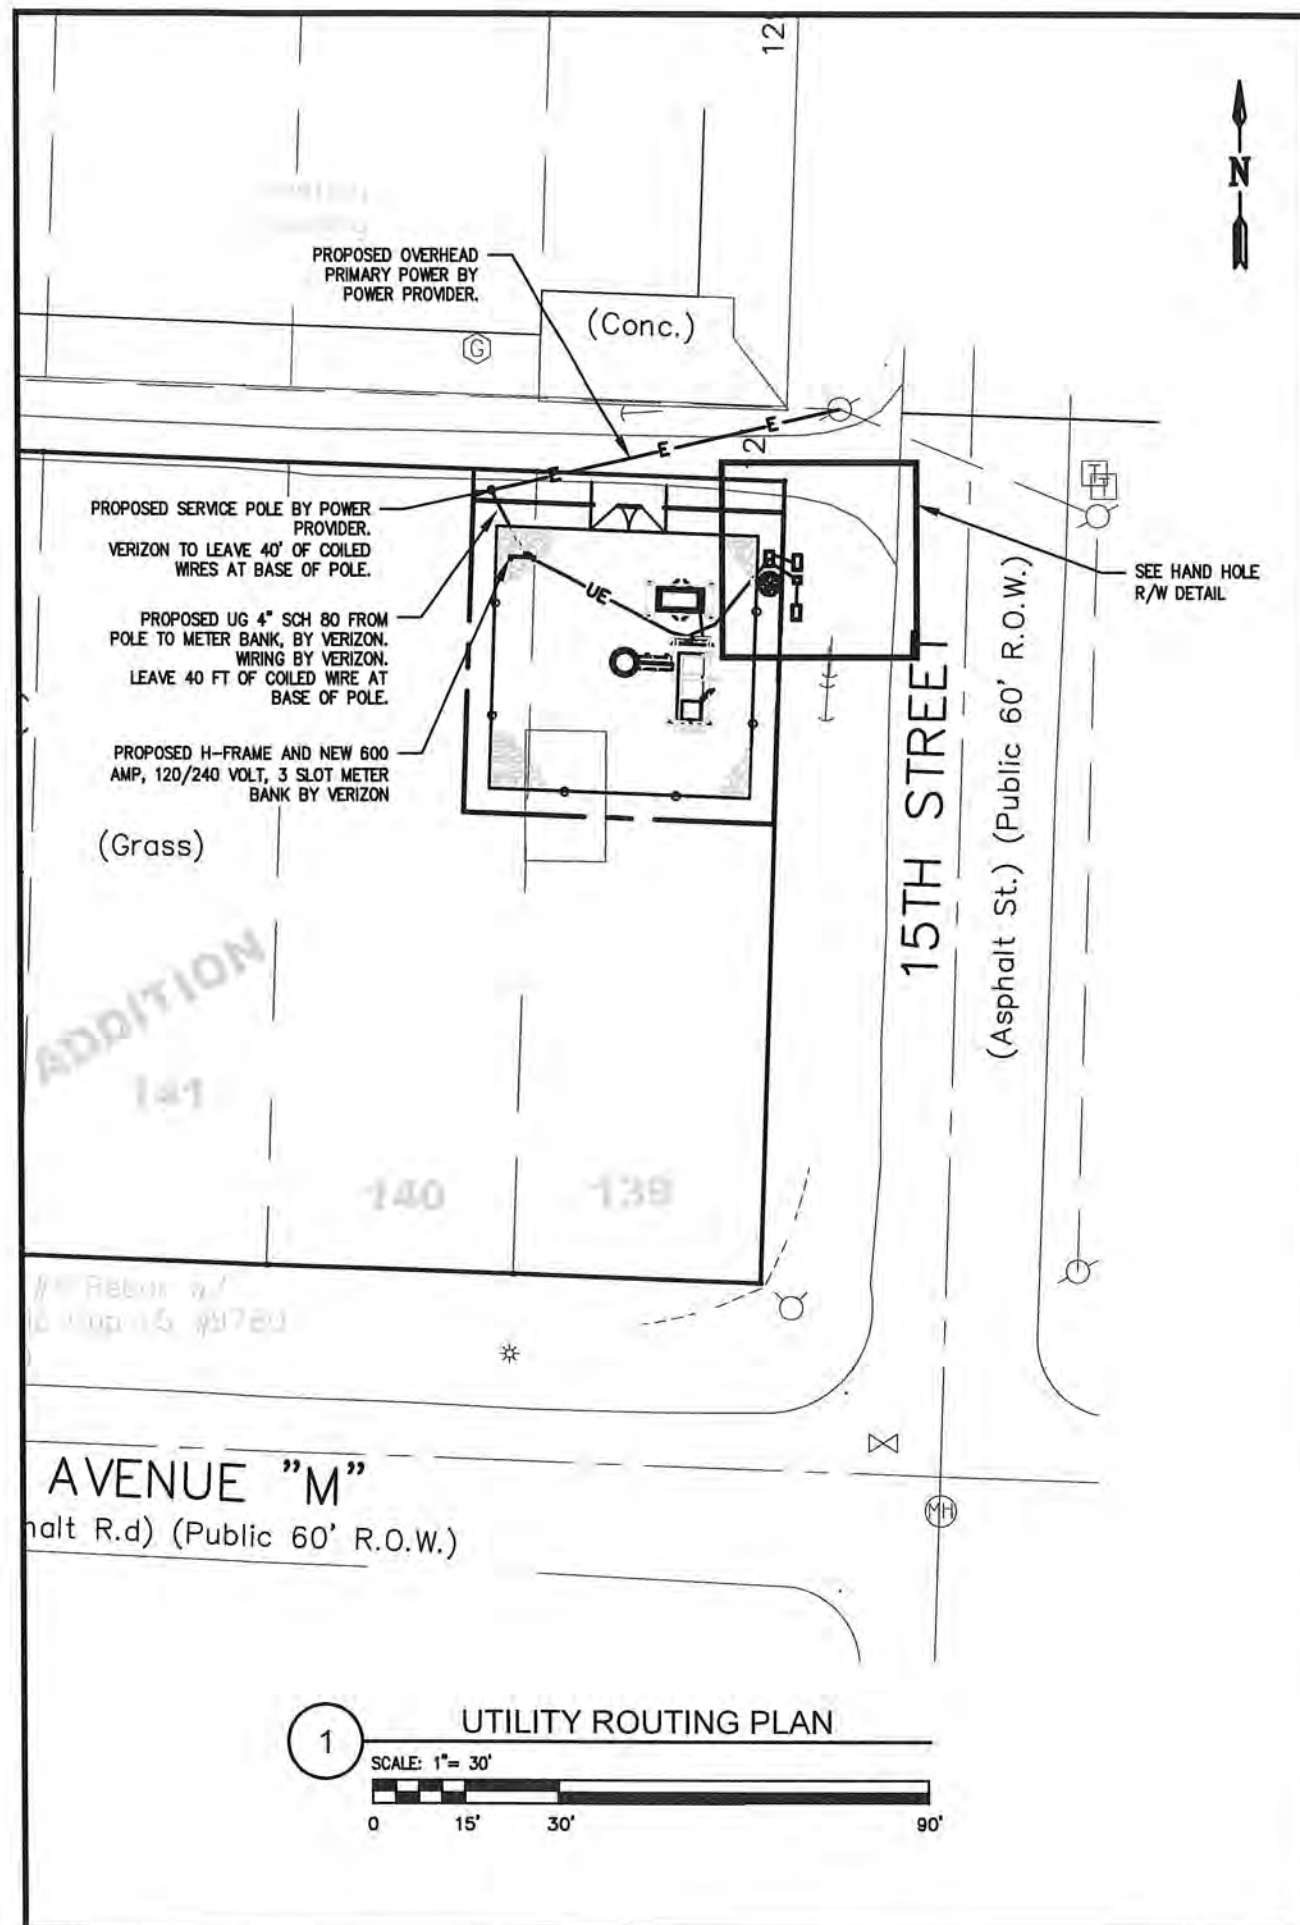 N
PROPOSED OVERHEAD
PRIMARY POWER BY
POWER PROVIDER.
(Conc.)
G
E
E
E
PROPOSED SERVICE POLE BY POWER
PROVIDER.
VERIZON TO LEAVE 40' OF COILED
WIRES AT BASE OF POLE.
T
T
SEE HAND HOLE
R/W DETAIL
UE
PROPOSED UG 4" SCH 80 FROM
POLE TO METER BANK, BY VERIZON.
WIRING BY VERIZON.
LEAVE 40 FT OF COILED WIRE AT
BASE OF POLE.
PROPOSED H-FRAME AND NEW 600
AMP, 120/240 VOLT, 3 SLOT METER
BANK BY VERIZON
(Grass)
15TH STREET
(Asphalt St.) (Public 60' R.O.W.)
ADDITION
141
140
139
AVENUE "M"
R.d) (Public 60' R.O.W.)
MH
1
UTILITY ROUTING PLAN
SCALE: 1"= 30'
0 15' 30' 90'